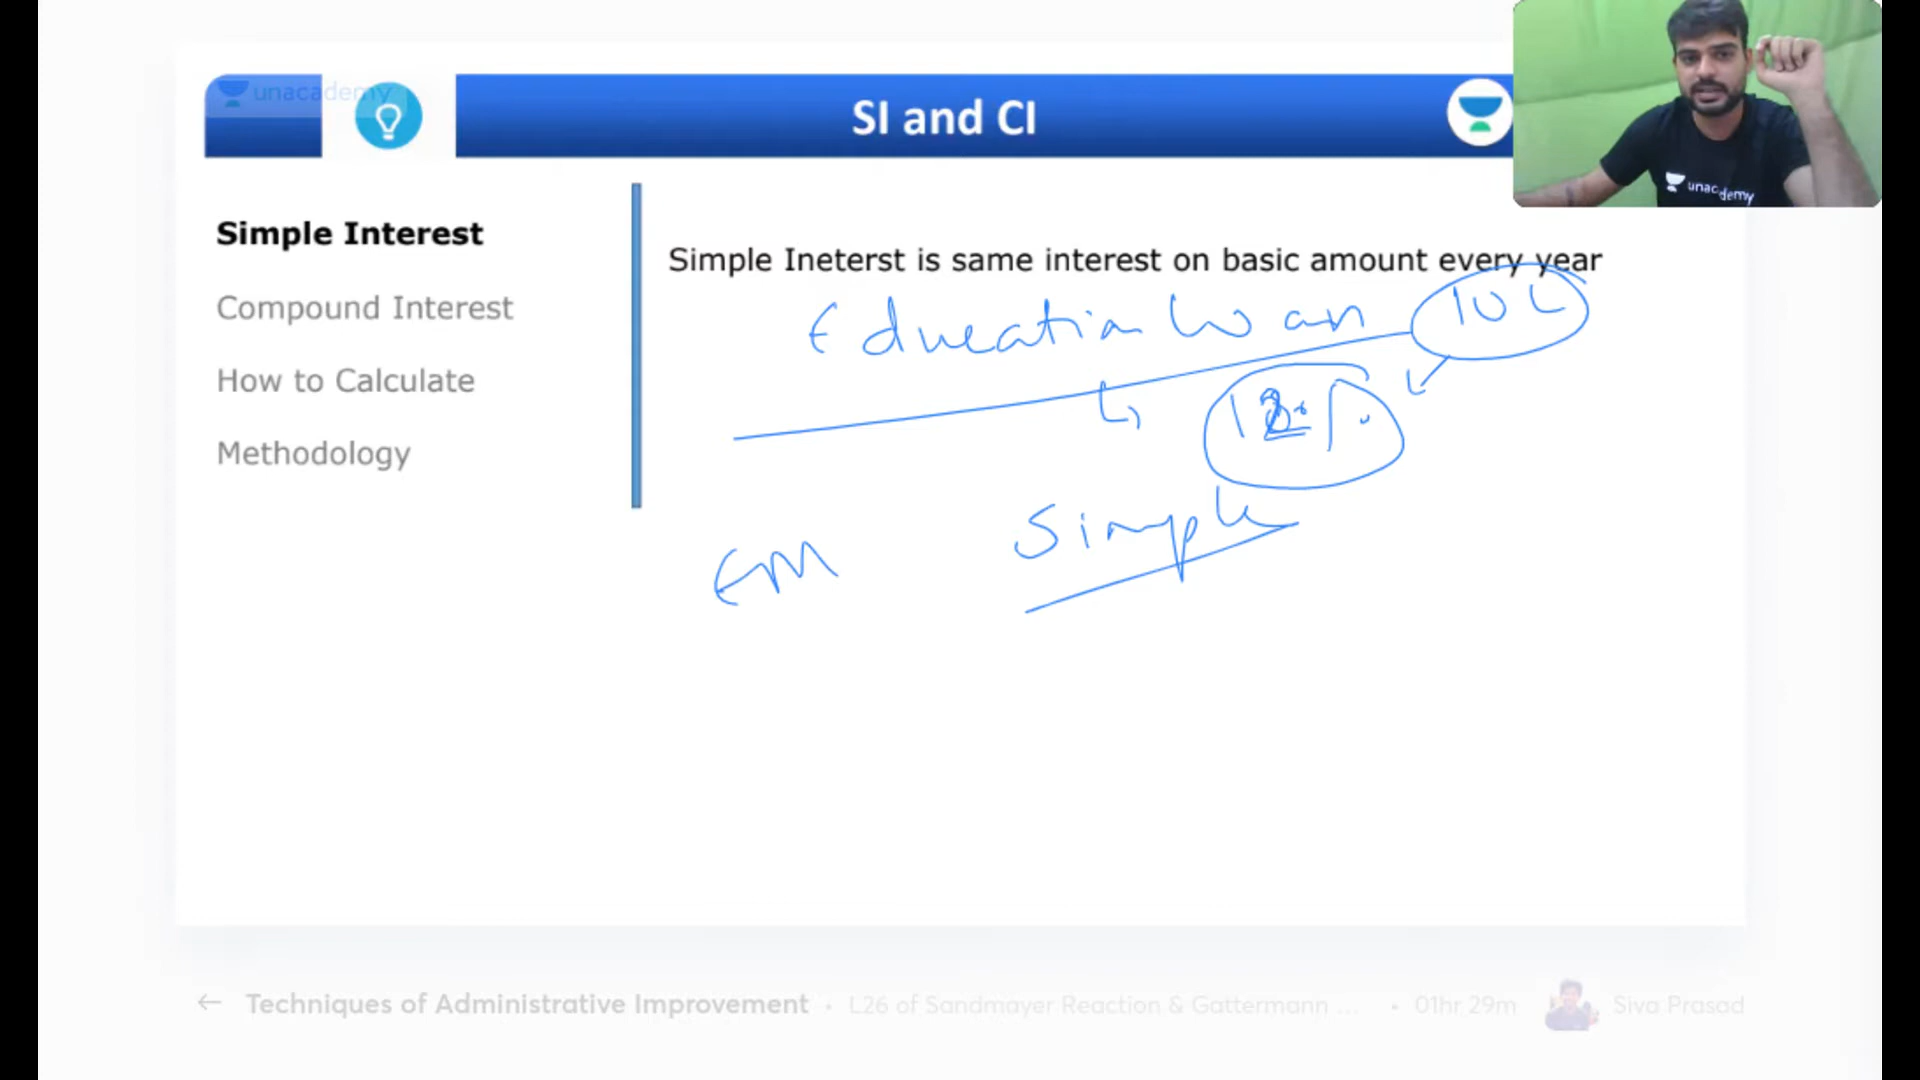 unacademy
SI and CI
unacademy
Simple Interest
Compound Interest
How to Calculate
Methodology
Simple Ineterst is same interest on basic amount every year
Education Loan 10 L
Simple
EM
← Techniques of Administrative Improvement • L26 of Sandmayer Reaction & Gattermann ... • 01hr 29m Siva Prasad